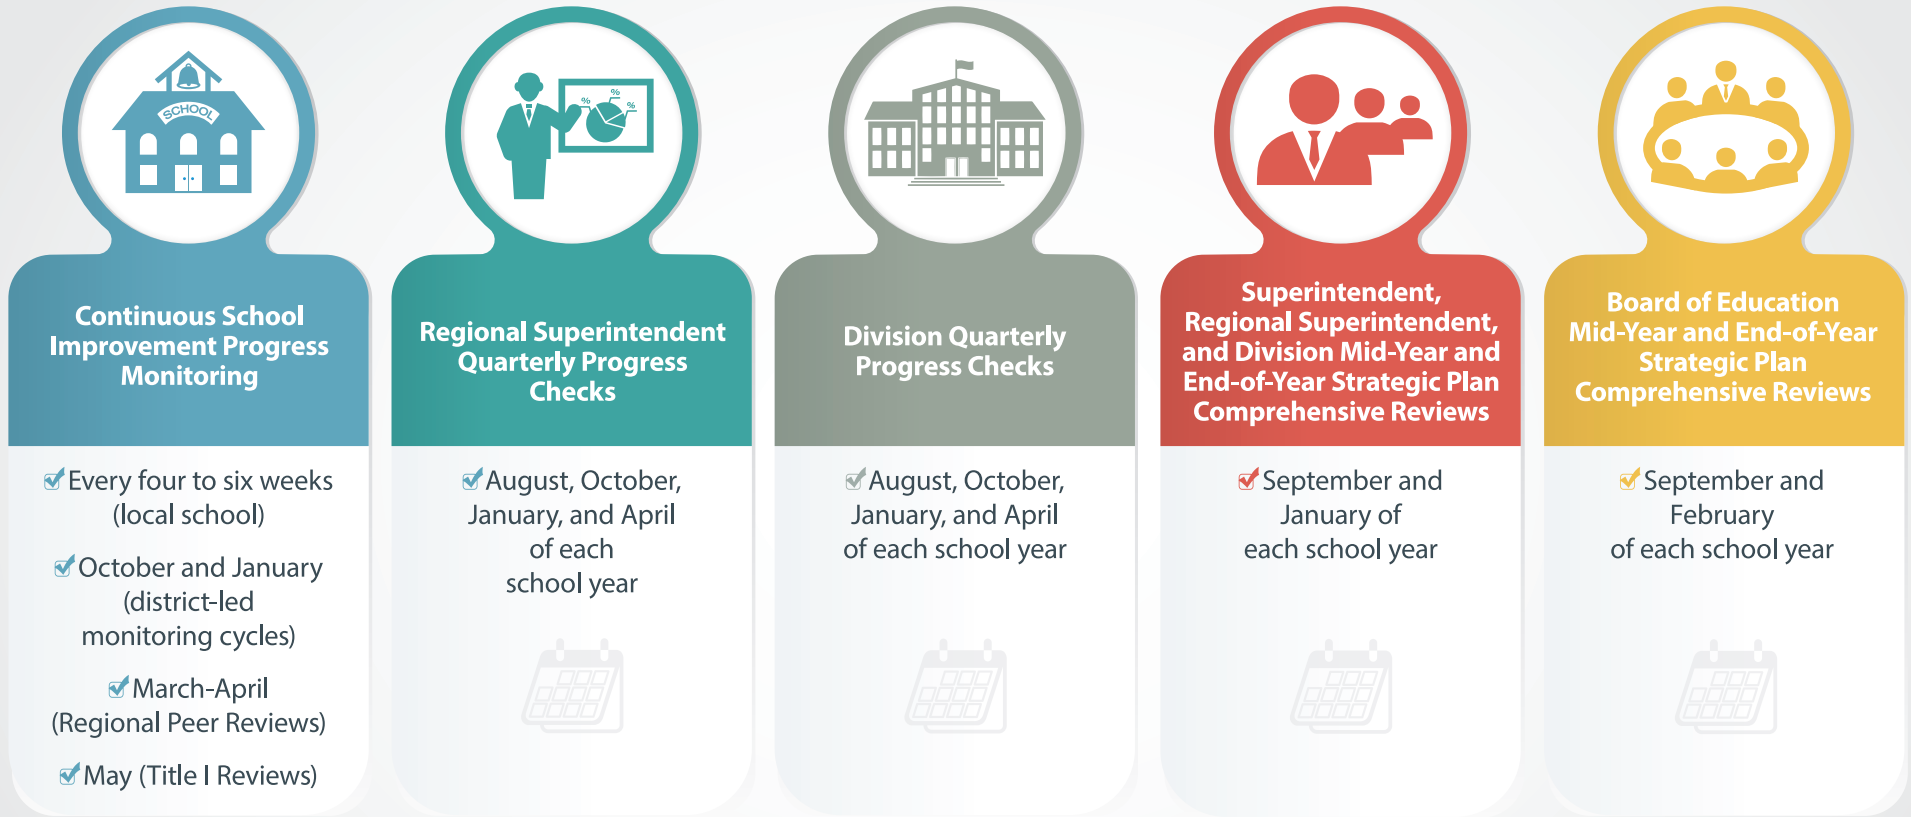 SCHOOL
%
%
%
Continuous School
Improvement Progress
Monitoring
Every four to six weeks
(local school)
October and January
(district-led
monitoring cycles)
March-April
(Regional Peer Reviews)
May (Title I Reviews)
Regional Superintendent
Quarterly Progress
Checks
August, October,
January, and April
of each
school year
Division Quarterly
Progress Checks
August, October,
January, and April
of each school year
Superintendent,
Regional Superintendent,
and Division Mid-Year and
End-of-Year Strategic Plan
Comprehensive Reviews
September and
January of
each school year
Board of Education
Mid-Year and End-of-Year
Strategic Plan
Comprehensive Reviews
September and
February
of each school year